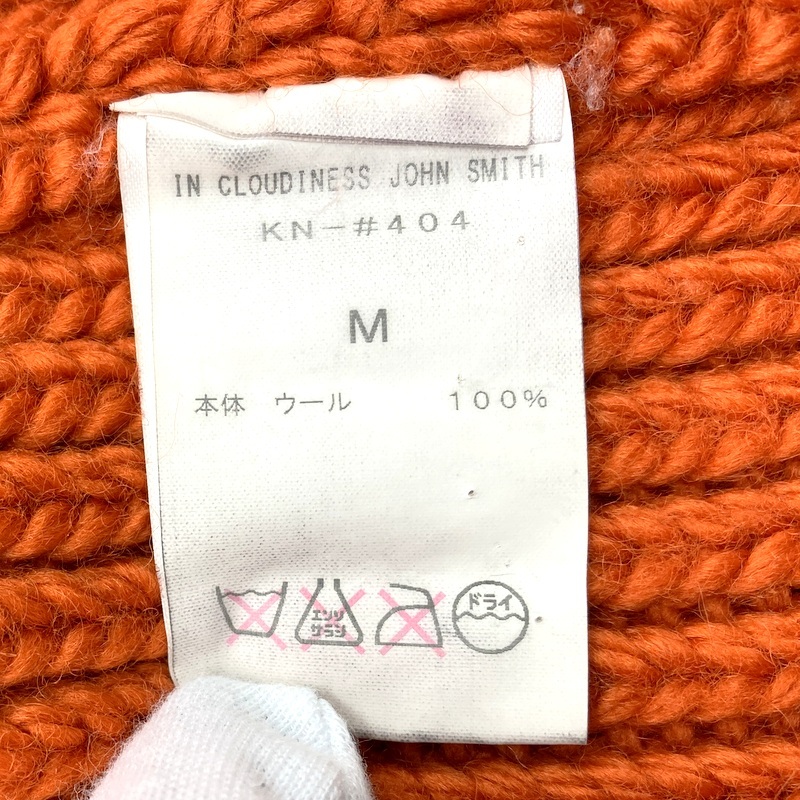 IN CLOUDINESS JOHN SMITH
KN-#404
M
本体　ウール　100%
エンソ
サラシ
ドライ